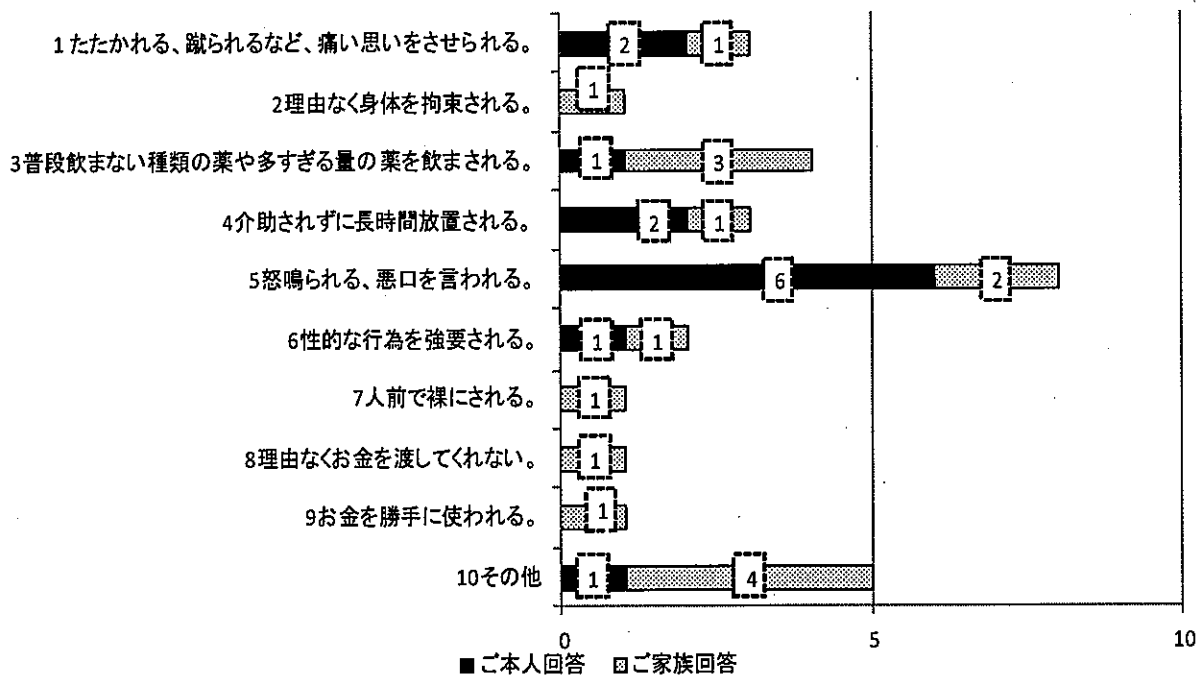 1たたかれる、蹴られるなど、痛い思いをさせられる。
2 1
2理由なく身体を拘束される。
1
3普段飲まない種類の薬や多すぎる量の薬を飲まされる。
1 3
4介助されずに長時間放置される。
2 1
5怒鳴られる、悪口を言われる。
6 2
6性的な行為を強要される。
1 1
7人前で裸にされる。
1
8理由なくお金を渡してくれない。
1
9お金を勝手に使われる。
1
10その他
1 4
0 5 10
■ご本人回答 ご家族回答